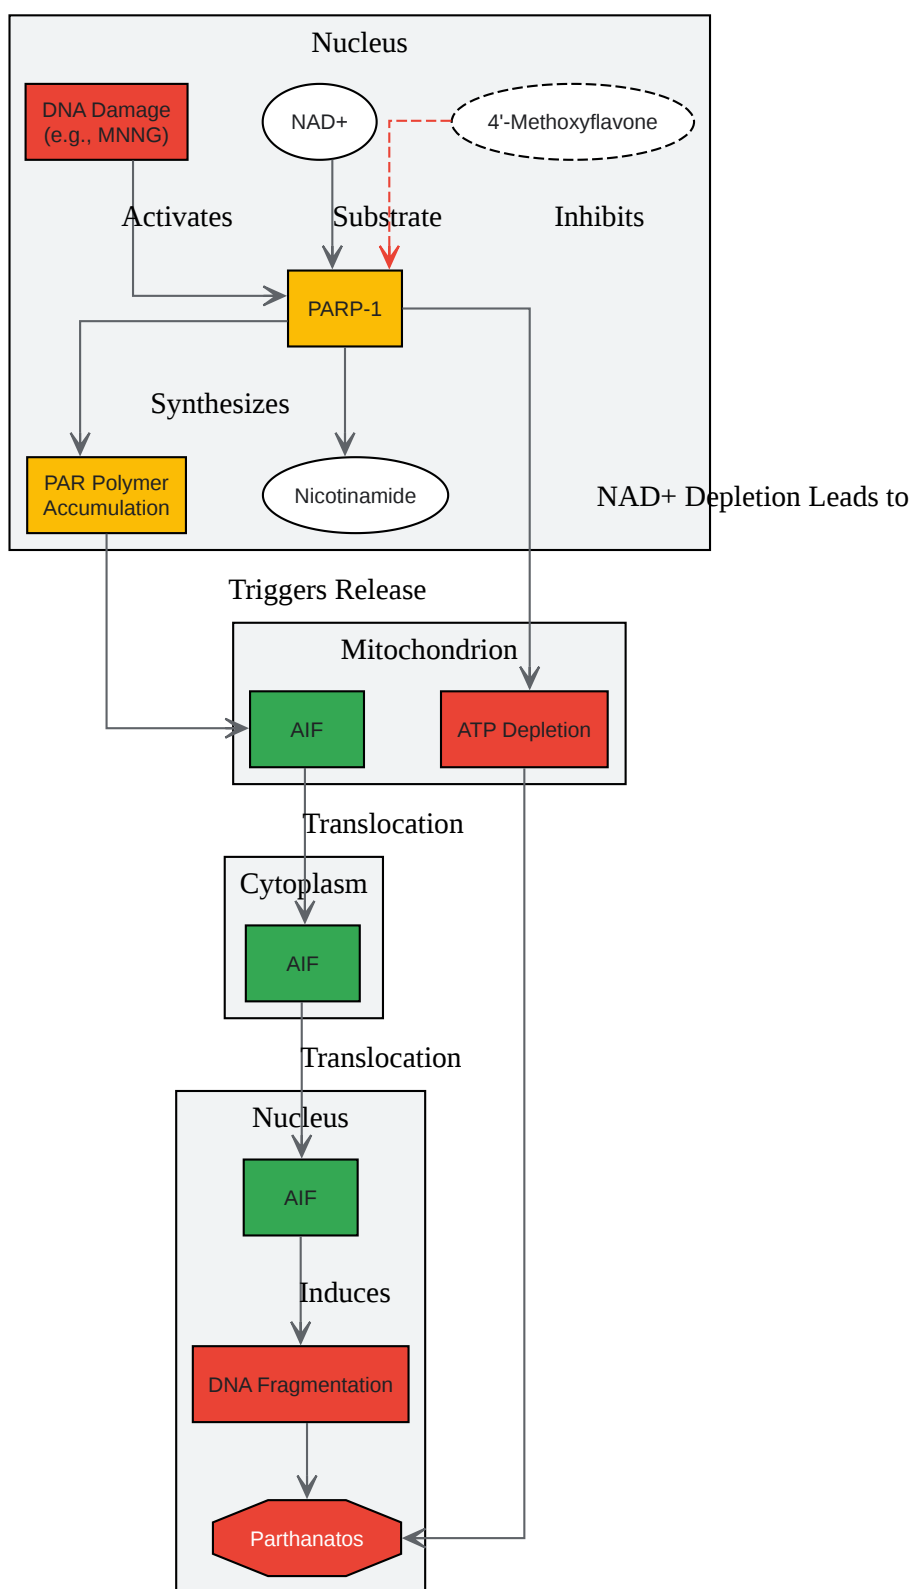 Nucleus
DNA Damage
(e.g., MNNG)
NAD+
4'-Methoxyflavone
Activates
Substrate
Inhibits
PARP-1
Synthesizes
PAR Polymer
Accumulation
Nicotinamide
NAD+ Depletion Leads to
Triggers Release
Mitochondrion
AIF
ATP Depletion
Translocation
Cytoplasm
AIF
Translocation
Nucleus
AIF
Induces
DNA Fragmentation
Parthanatos